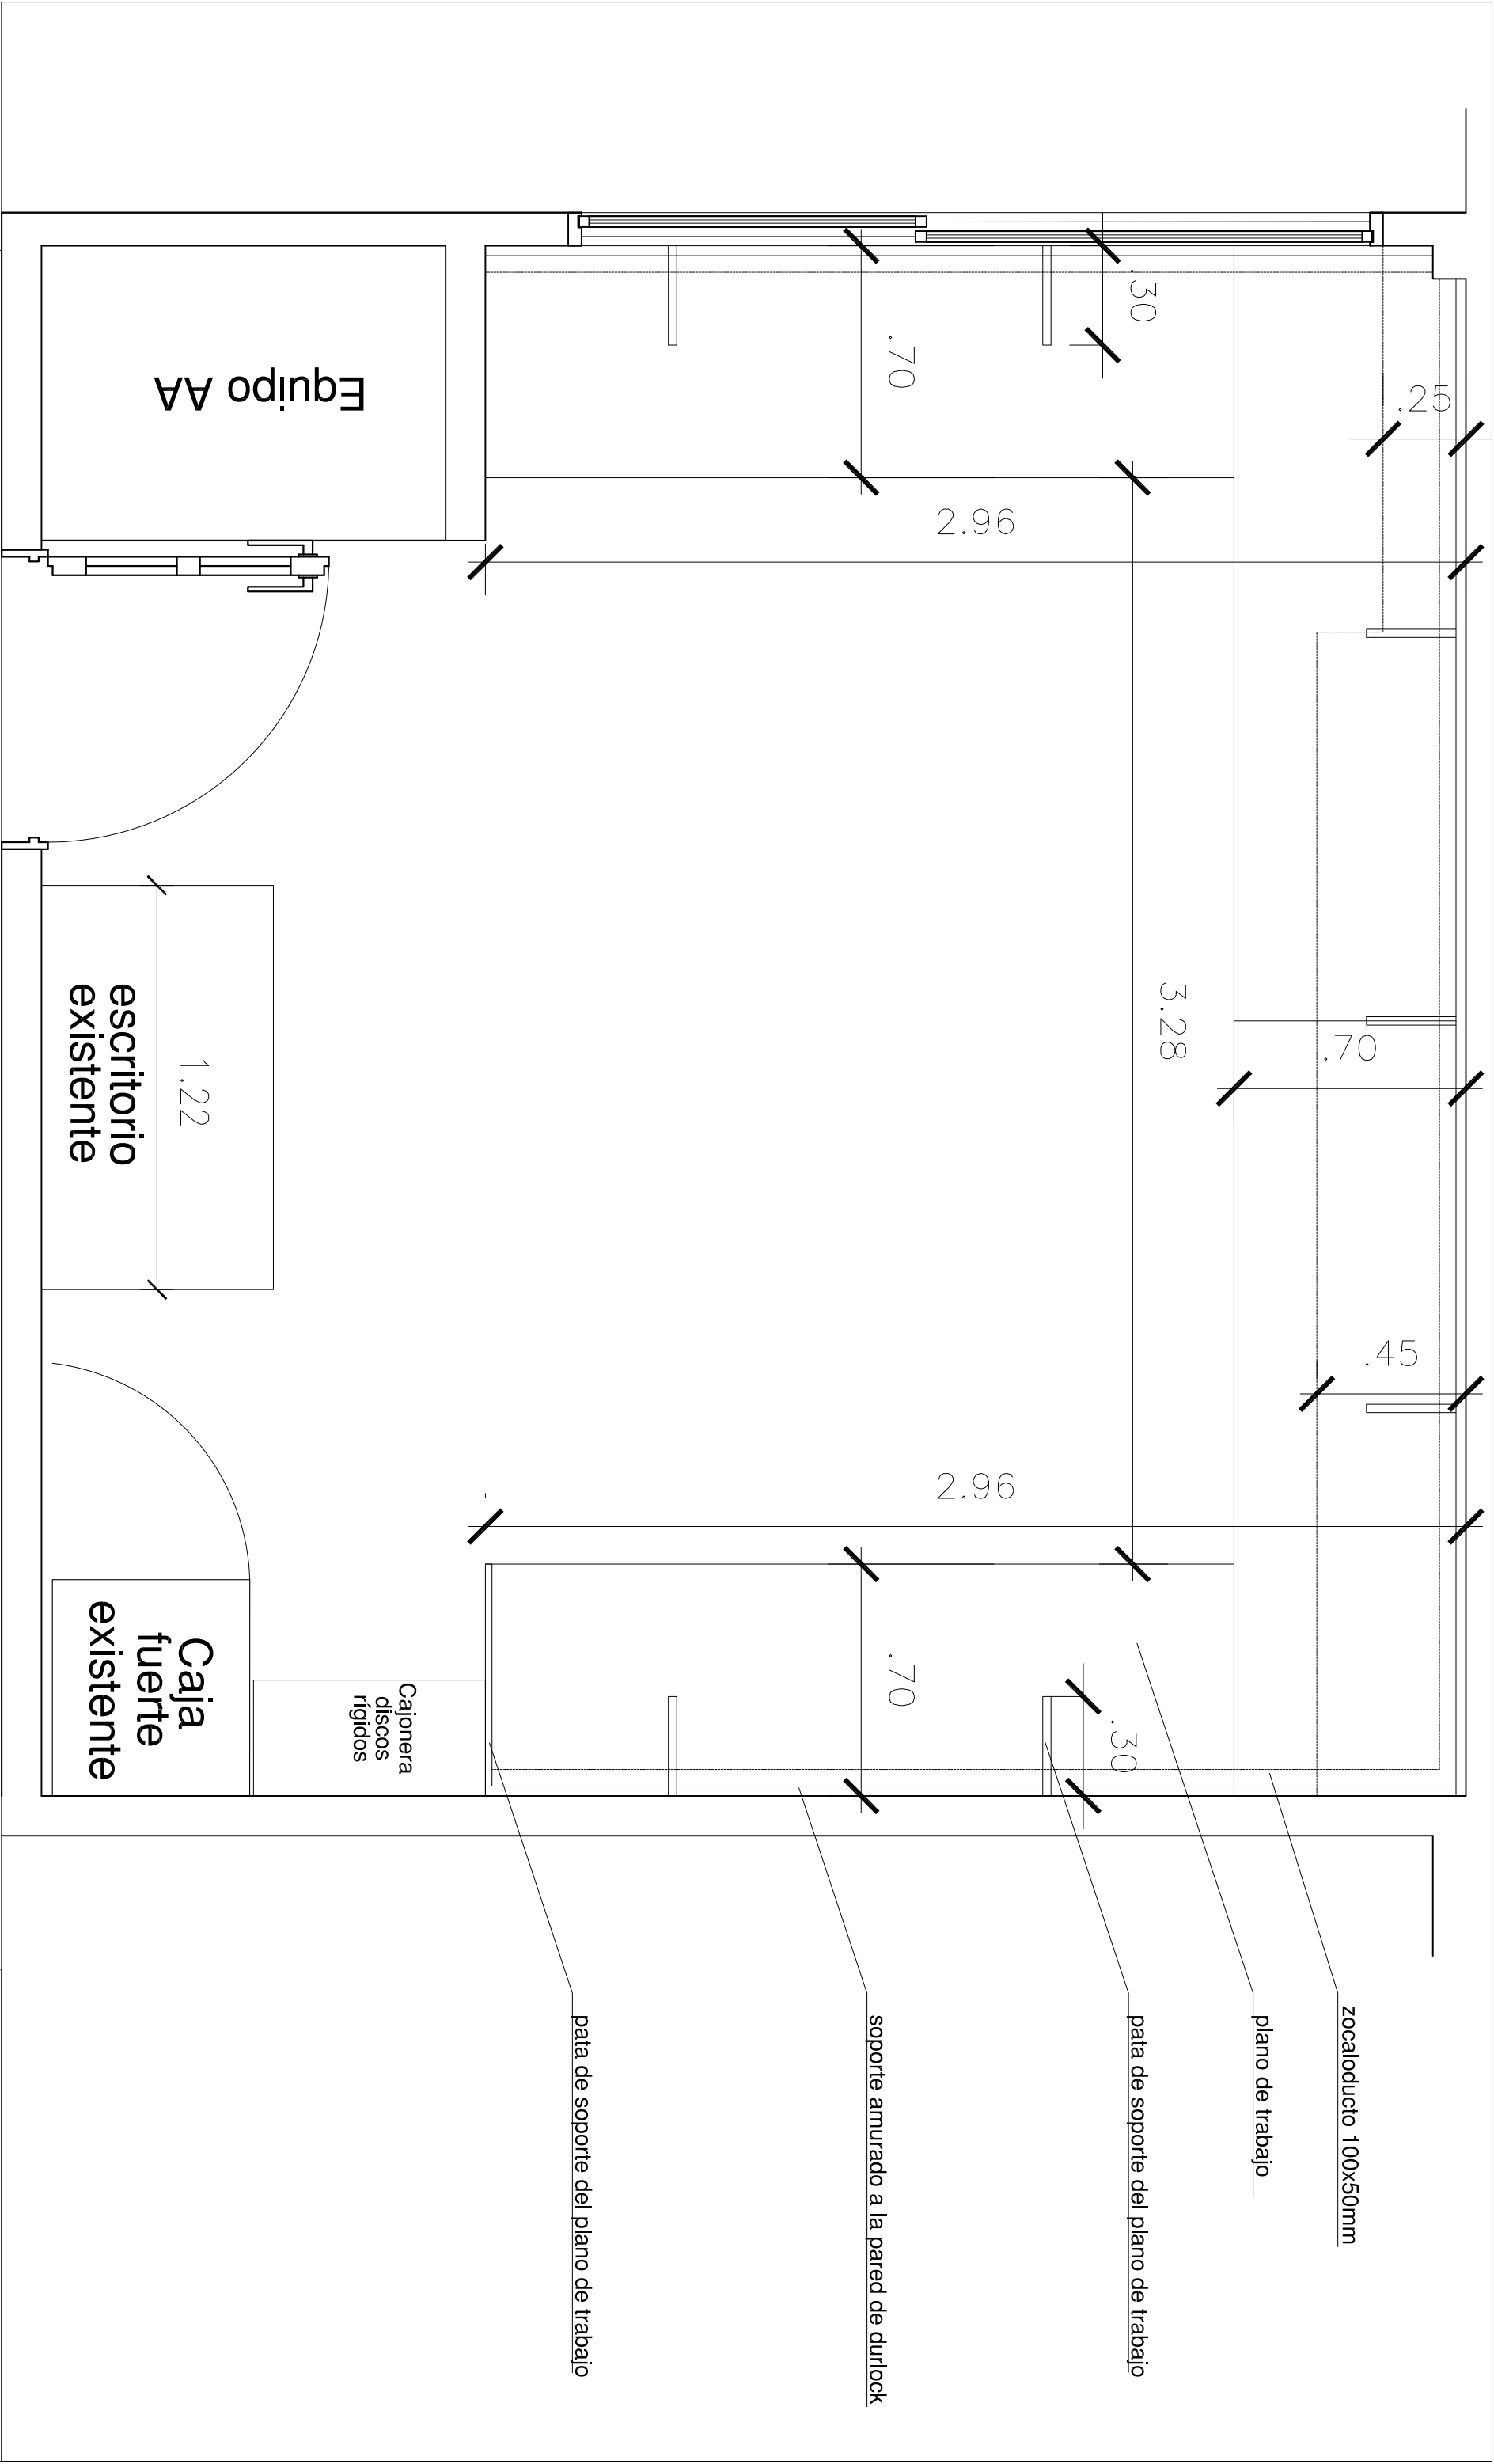 .30
.70
.25
2.96
3.28
.70
.45
2.96
.70
.30
1.22
Equipo AA
escritorio
existente
Caja
fuerte
existente
Cajonera
discos
rígidos
zocaloducto 100x50mm
plano de trabajo
pata de soporte del plano de trabajo
soporte amurado a la pared de durlock
pata de soporte del plano de trabajo